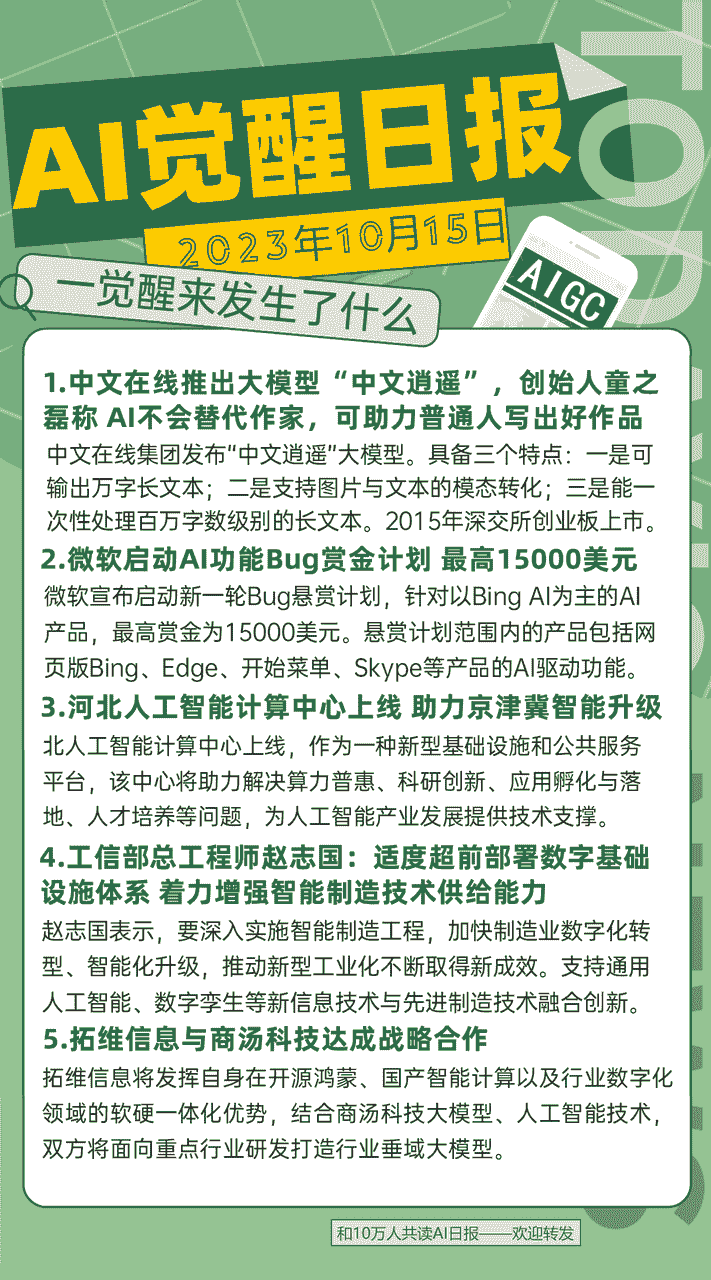 AI觉醒日报
2023年10月15日
一觉醒来发生了什么
AIGC
1.中文在线推出大模型“中文逍遥”，创始人童之
磊称 AI不会替代作家，可助力普通人写出好作品
中文在线集团发布“中文逍遥”大模型。具备三个特点：一是可
输出万字长文本；二是支持图片与文本的模态转化；三是能一
次性处理百万字数级别的长文本。2015年深交所创业板上市。
2.微软启动AI功能Bug赏金计划 最高15000美元
微软宣布启动新一轮Bug悬赏计划，针对以Bing AI为主的AI
产品，最高赏金为15000美元。悬赏计划范围内的产品包括网
页版Bing、Edge、开始菜单、Skype等产品的AI驱动功能。
3.河北人工智能计算中心上线 助力京津冀智能升级
北人工智能计算中心上线，作为一种新型基础设施和公共服务
平台，该中心将助力解决算力普惠、科研创新、应用孵化与落
地、人才培养等问题，为人工智能产业发展提供技术支撑。
4.工信部总工程师赵志国：适度超前部署数字基础
设施体系 着力增强智能制造技术供给能力
赵志国表示，要深入实施智能制造工程，加快制造业数字化转
型、智能化升级，推动新型工业化不断取得新成效。支持通用
人工智能、数字孪生等新信息技术与先进制造技术融合创新。
5.拓维信息与商汤科技达成战略合作
拓维信息将发挥自身在开源鸿蒙、国产智能计算以及行业数字化
领域的软硬一体化优势，结合商汤科技大模型、人工智能技术，
双方将面向重点行业研发打造行业垂域大模型。
和10万人共读AI日报——欢迎转发